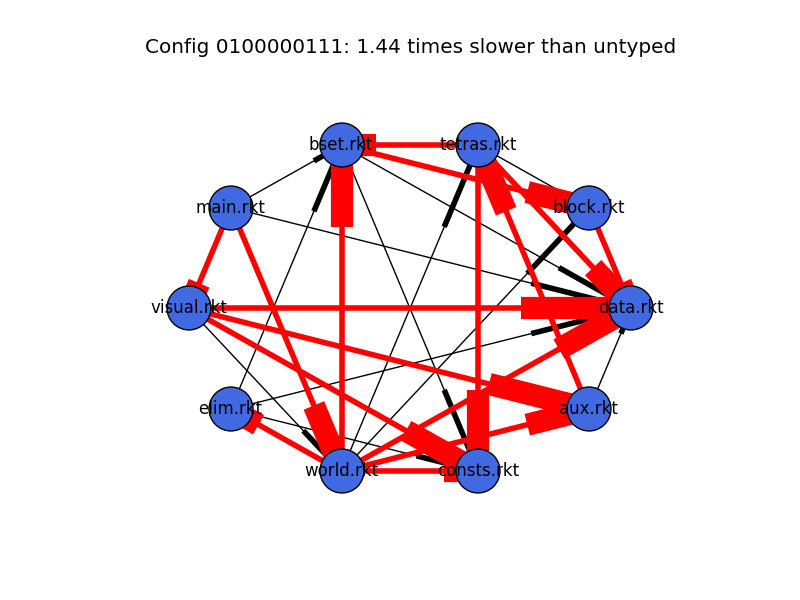 Config 0100000111: 1.44 times slower than untyped
bset.rkt
tetras.rkt
main.rkt
block.rkt
visual.rkt
data.rkt
elim.rkt
aux.rkt
world.rkt
consts.rkt